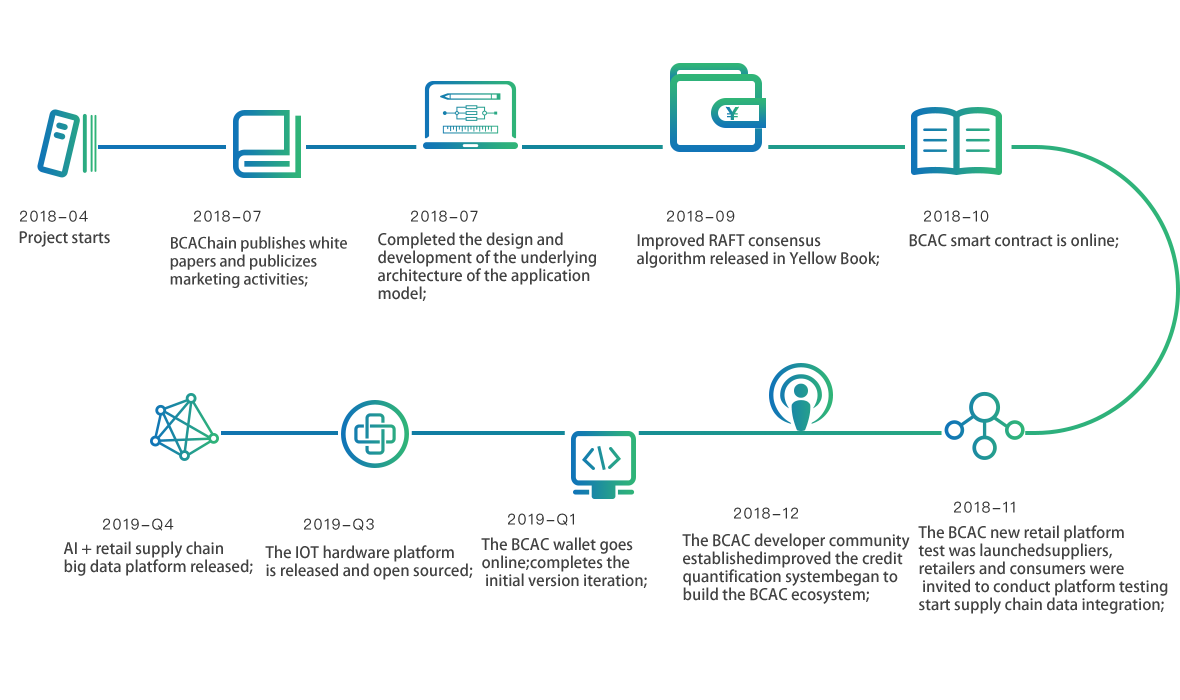 2018-04
Project starts
2018-07
BCAChain publishes white
papers and publicizes
marketing activities;
2018-07
Completed the design and
development of the underlying
architecture of the application
model;
2018-09
Improved RAFT consensus
algorithm released in Yellow Book;
2018-10
BCAC smart contract is online;
2018-11
The BCAC new retail platform
test was launchedsuppliers,
retailers and consumers were
invited to conduct platform testing
start supply chain data integration;
2018-12
The BCAC developer community
establishedimproved the credit
quantification systembegan to
build the BCAC ecosystem;
2019-Q1
The BCAC wallet goes
online;completes the
initial version iteration;
2019-Q3
The IOT hardware platform
is released and open sourced;
2019-Q4
AI + retail supply chain
big data platform released;